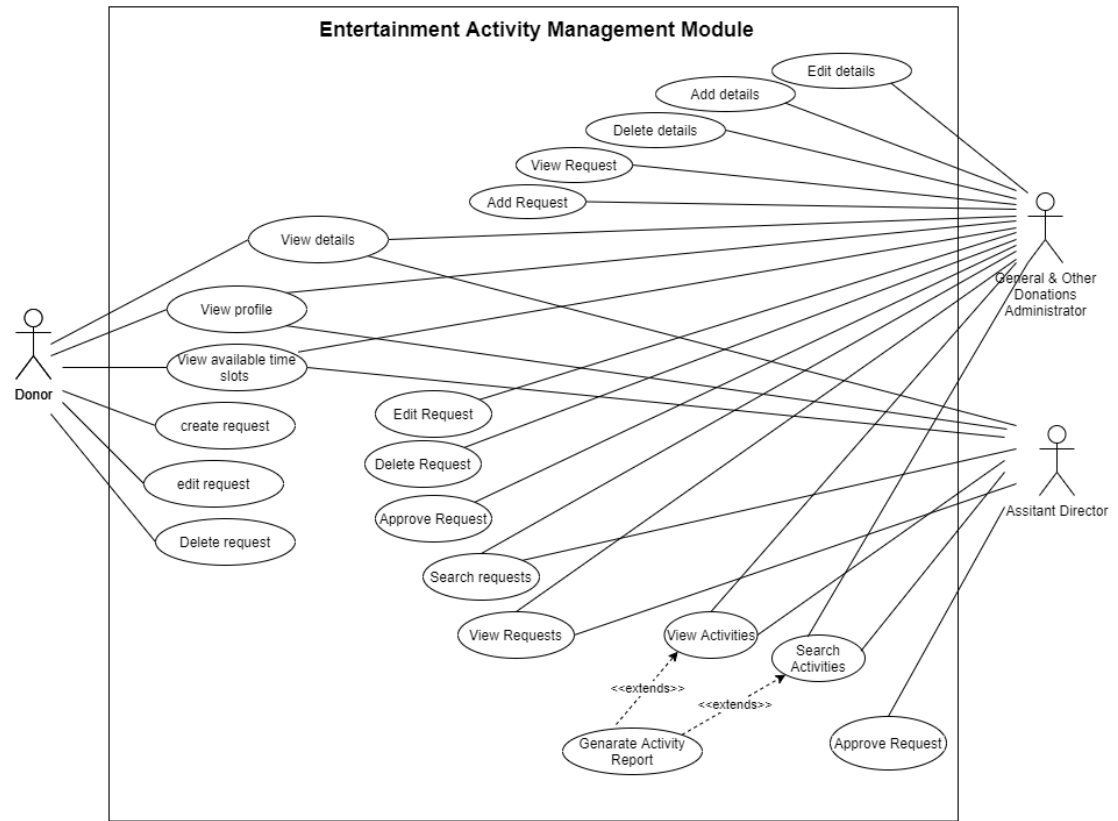 Entertainment Activity Management Module
Edit details
Add details
Delete details
View Request
Add Request
View details
General & Other
Donations
Administrator
View profile
Donor
View available time
slots
create request
Edit Request
edit request
Delete Request
Assitant Director
Approve Request
Delete request
Search requests
View Requests
View Activities
Search
Activities
<<extends>>
<<extends>>
Genarate Activity
Report
Approve Request